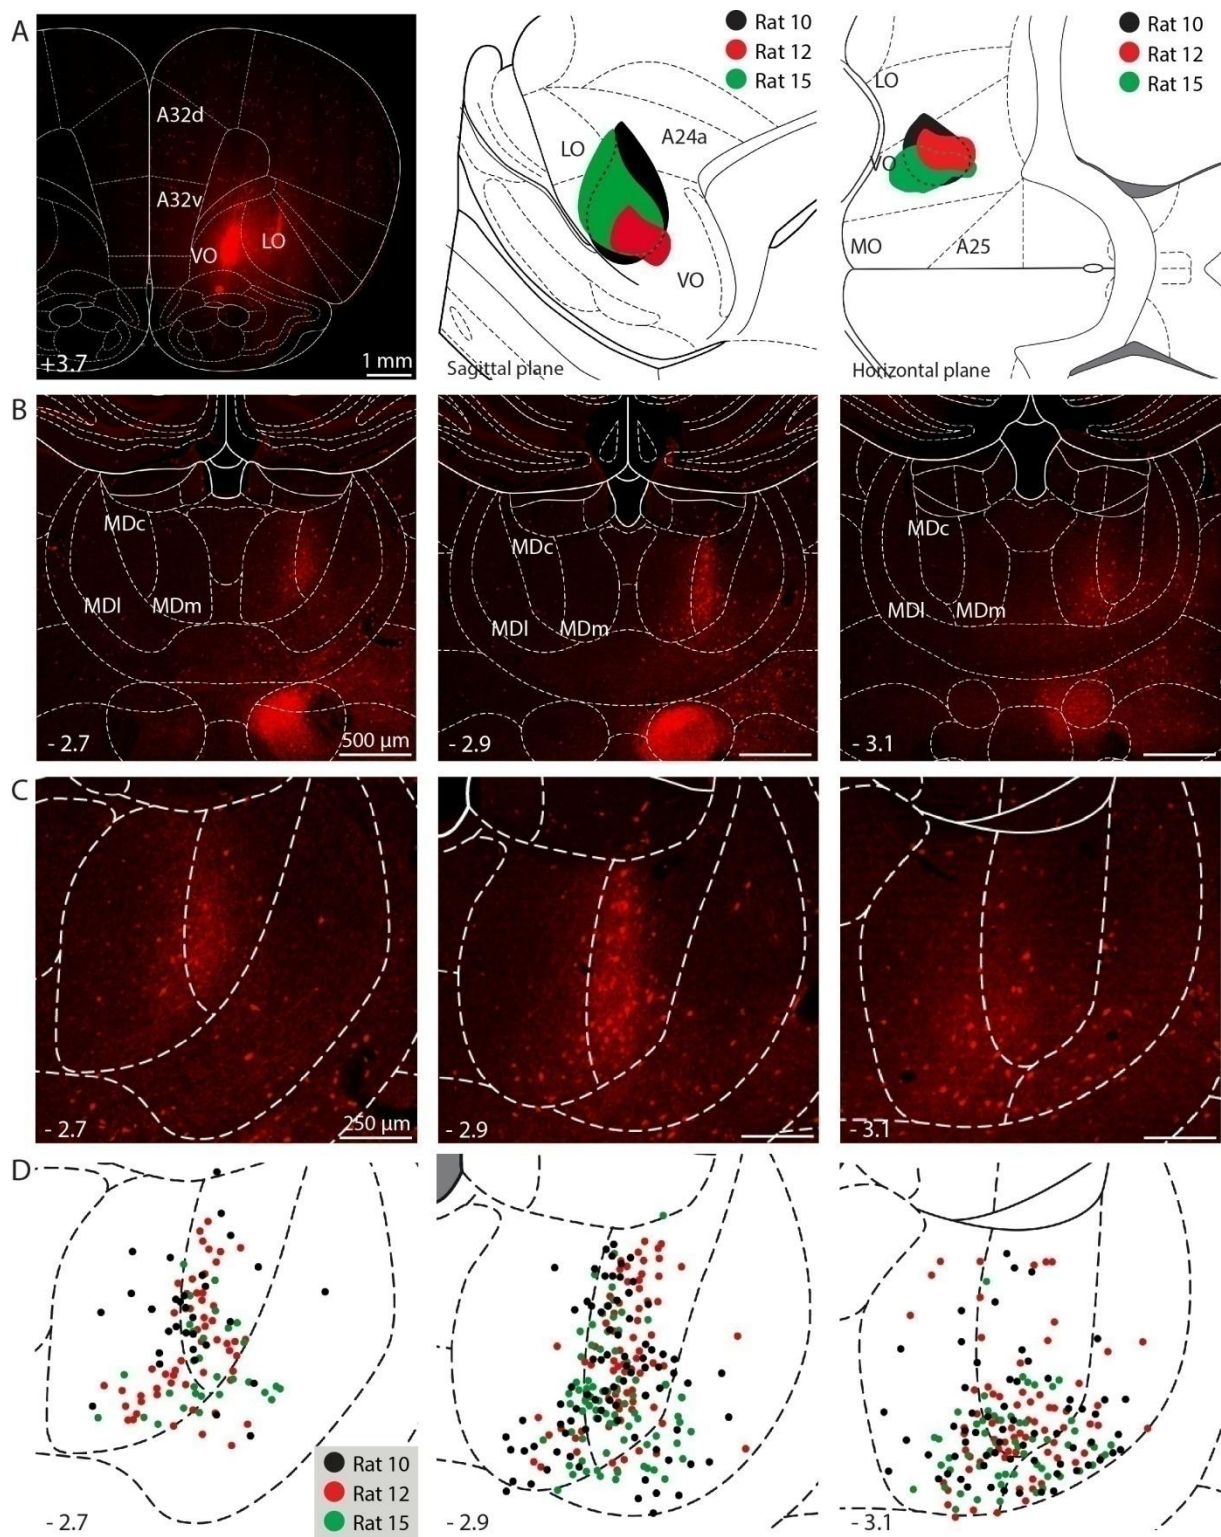 A
A32d
A32v
VO
LO
+3.7
1 mm
Rat 10
Rat 12
Rat 15
LO
A24a
VO
Sagittal plane
Rat 10
Rat 12
Rat 15
LO
VO
MO
A25
Horizontal plane
B
MDc
MDl
MDm
- 2.7
500 µm
MDc
MDl
MDm
- 2.9
MDc
MDl
MDm
- 3.1
C
- 2.7
250 µm
- 2.9
- 3.1
D
Rat 10
Rat 12
Rat 15
- 2.7
- 2.9
- 3.1